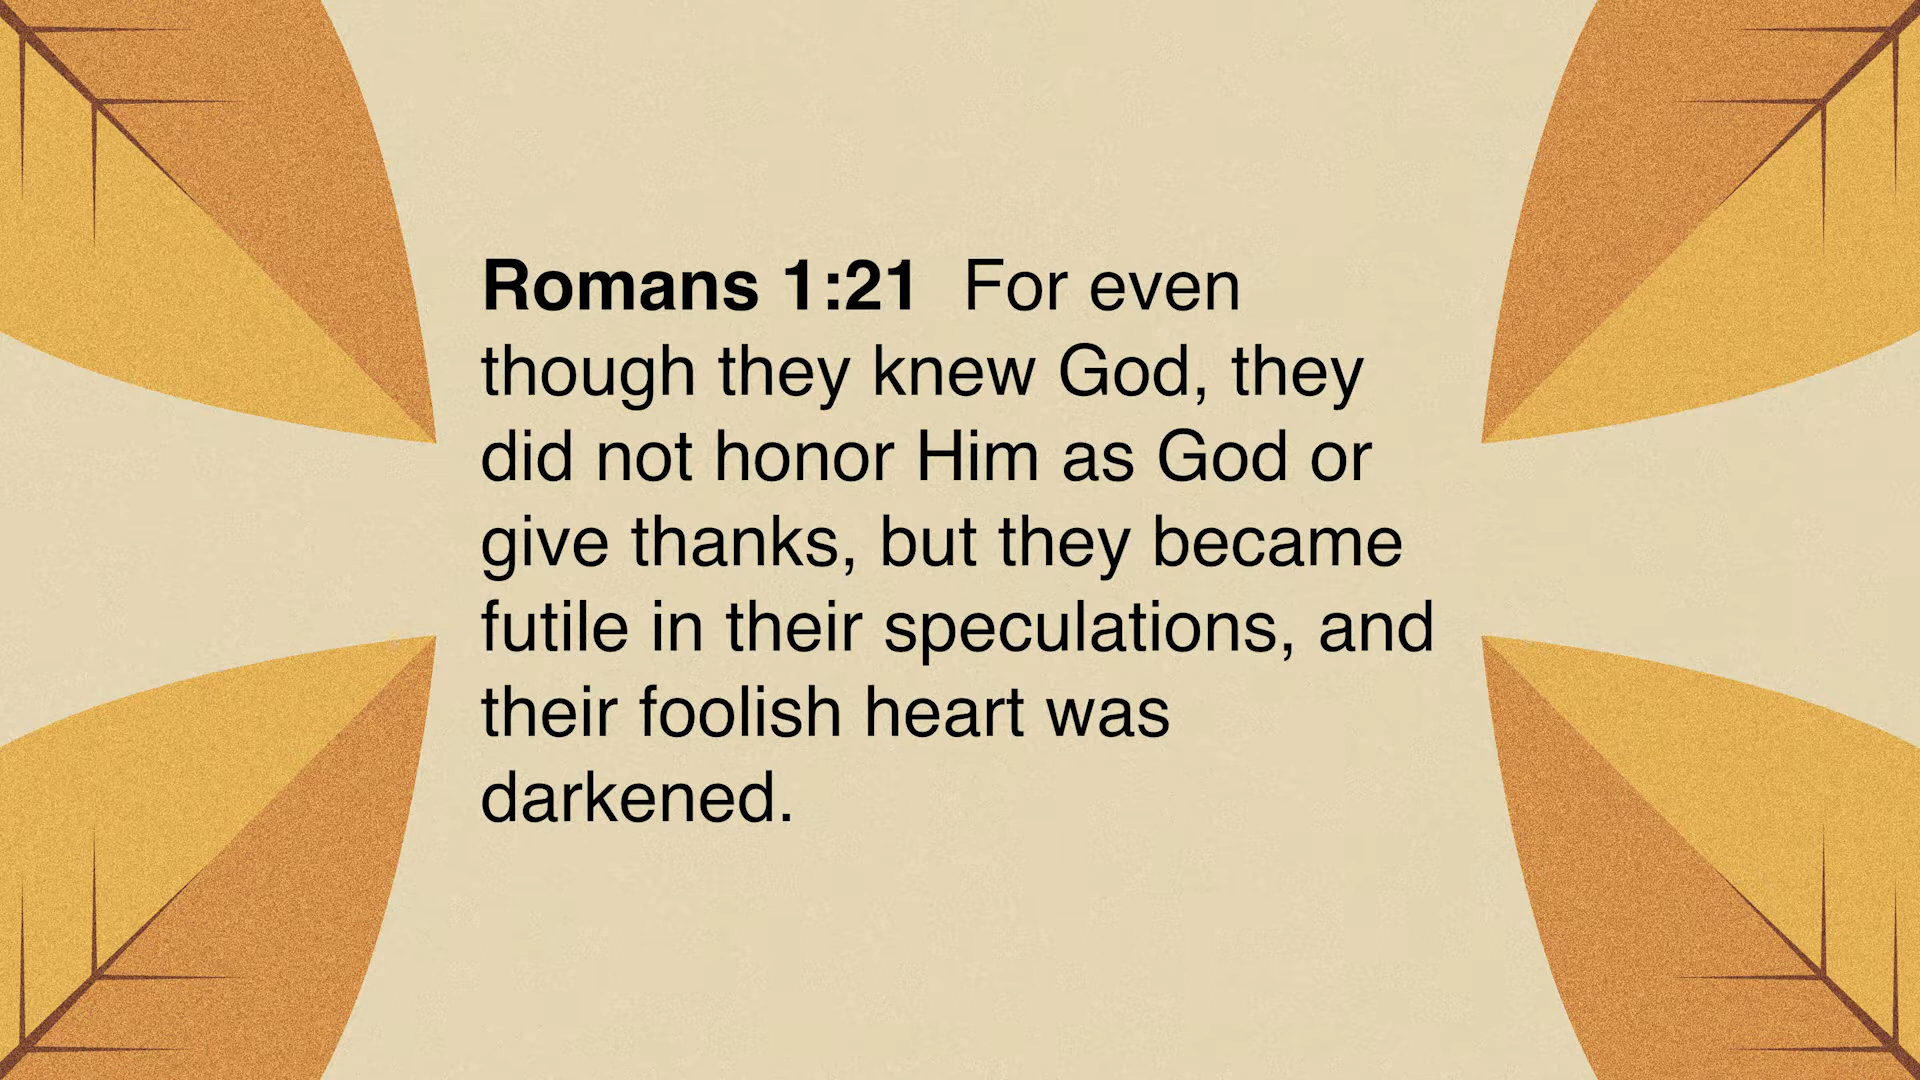 Romans 1:21  For even
though they knew God, they
did not honor Him as God or
give thanks, but they became
futile in their speculations, and
their foolish heart was
darkened.